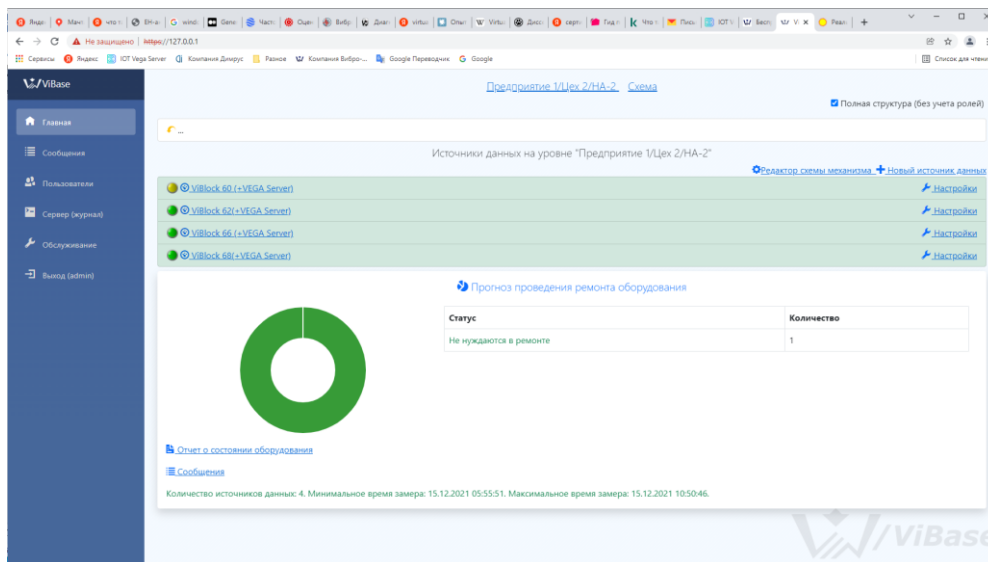 Не защищено | https://127.0.0.1
Сервисы Яндекс IOT Vega Server Компания Димрус Разное Компания Вибро-... Google Переводчик Google Список для чтени
ViBase
Предприятие 1/Цех 2/НА-2 Схема
Полная структура (без учета ролей)
Главная
...
Сообщения
Источники данных на уровне "Предприятие 1/Цех 2/НА-2"
Редактор схемы механизма Новый источник данных
Пользователи
ViBlock 60 (+VEGA Server) Настройки
Сервер (журнал)
ViBlock 62(+VEGA Server) Настройки
ViBlock 66 (+VEGA Server) Настройки
Обслуживание
ViBlock 68(+VEGA Server) Настройки
Выход (admin)
Прогноз проведения ремонта оборудования
Статус Количество
Не нуждаются в ремонте 1
Отчет о состоянии оборудования
Сообщения
Количество источников данных: 4. Минимальное время замера: 15.12.2021 05:55:51. Максимальное время замера: 15.12.2021 10:50:46.
/ViBase